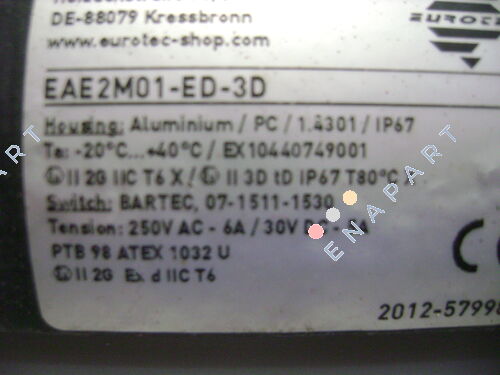 DE-88079 Kressbronn
www.eurotec-shop.com
EUROTEC
EAE2M01-ED-3D
Housing: Aluminium / PC / 1.4301 / IP67
Ta: -20°C...+40°C / EX10440749001
II 2G IIC T6 X / II 3D tD IP67 T80°C X
Switch: BARTEC, 07-1511-1530
Tension: 250V AC - 6A / 30V
PTB 98 ATEX 1032 U
II 2G Ex d IIC T6
CE
2012-5799
ENAPART